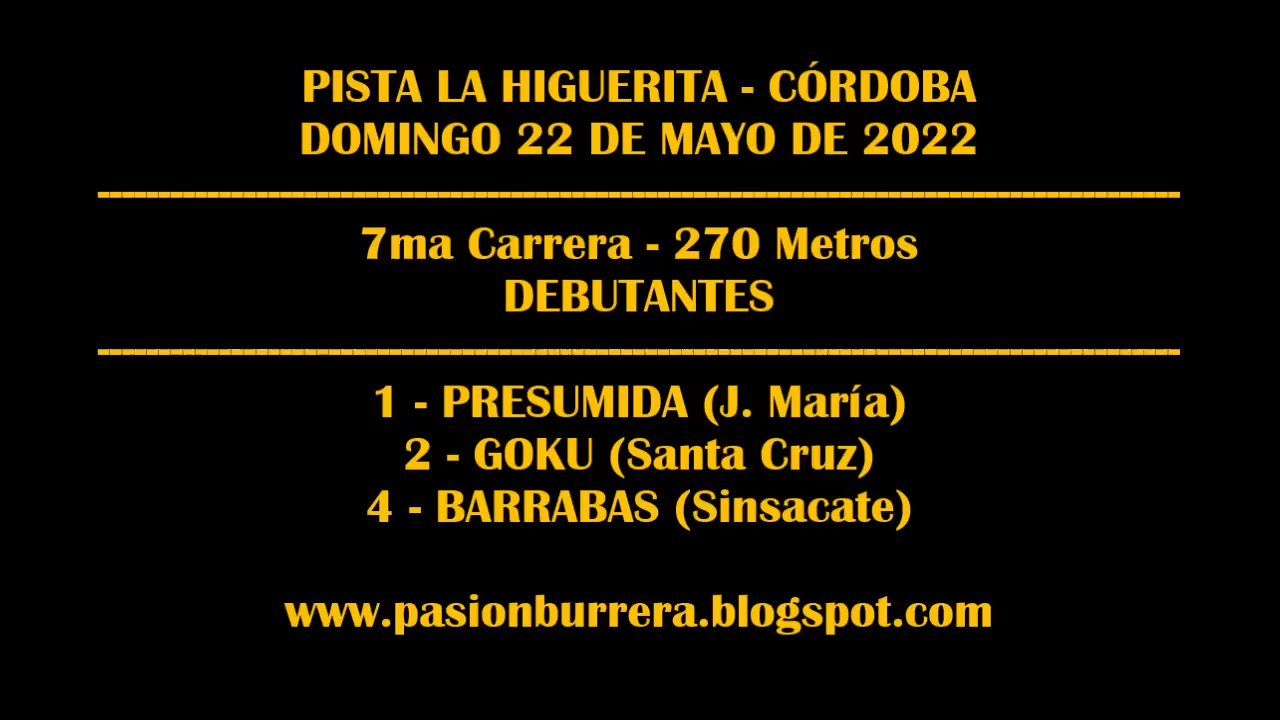 PISTA LA HIGUERITA - CÓRDOBA
DOMINGO 22 DE MAYO DE 2022
7ma Carrera - 270 Metros
DEBUTANTES
1 - PRESUMIDA (J. María)
2 - GOKU (Santa Cruz)
4 - BARRABAS (Sinsacate)
www.pasionburrera.blogspot.com